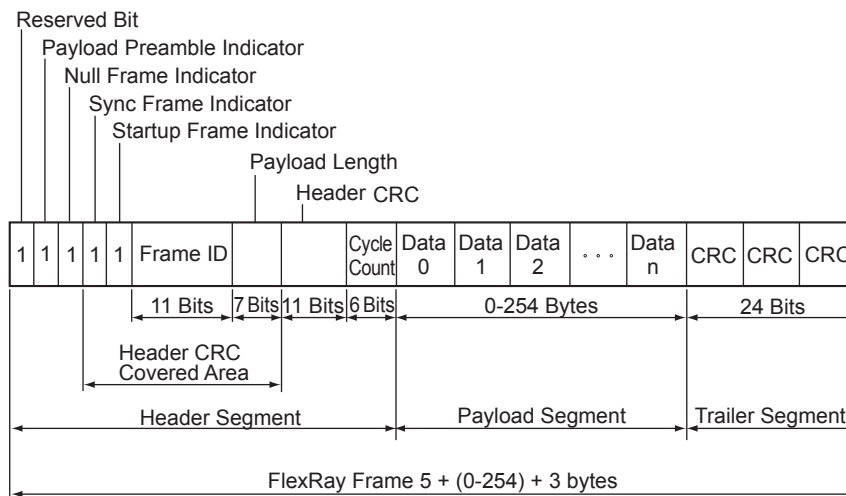 Reserved Bit
Payload Preamble Indicator
Null Frame Indicator
Sync Frame Indicator
Startup Frame Indicator
Payload Length
Header CRC
1 1 1 1 1 Frame ID Cycle Count Data 0 Data 1 Data 2 ... Data n CRC CRC CRC
11 Bits 7 Bits 11 Bits 6 Bits 0-254 Bytes 24 Bits
Header CRC
Covered Area
Header Segment Payload Segment Trailer Segment
FlexRay Frame 5 + (0-254) + 3 bytes